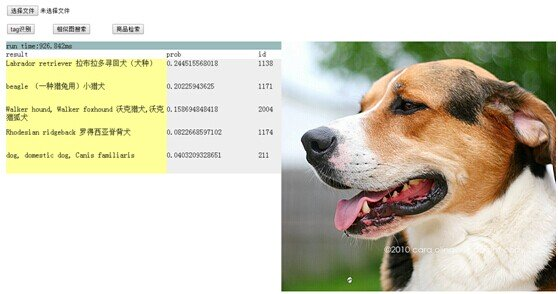 选择文件 未选择文件
tag识别 相似图搜索 商品检索
run time:926.842ms
result prob id
Labrador retriever 拉布拉多寻回犬（犬种） 0.244515568018 1138
beagle （一种猎兔用）小猎犬 0.20225943625 1171
Walker hound, Walker foxhound 沃克猎犬,沃克 0.158694848418 2004
猎狐犬
Rhodesian ridgeback 罗得西亚脊背犬 0.0822668597102 1174
dog, domestic dog, Canis familiaris 0.0403209328651 211
©2010 cara